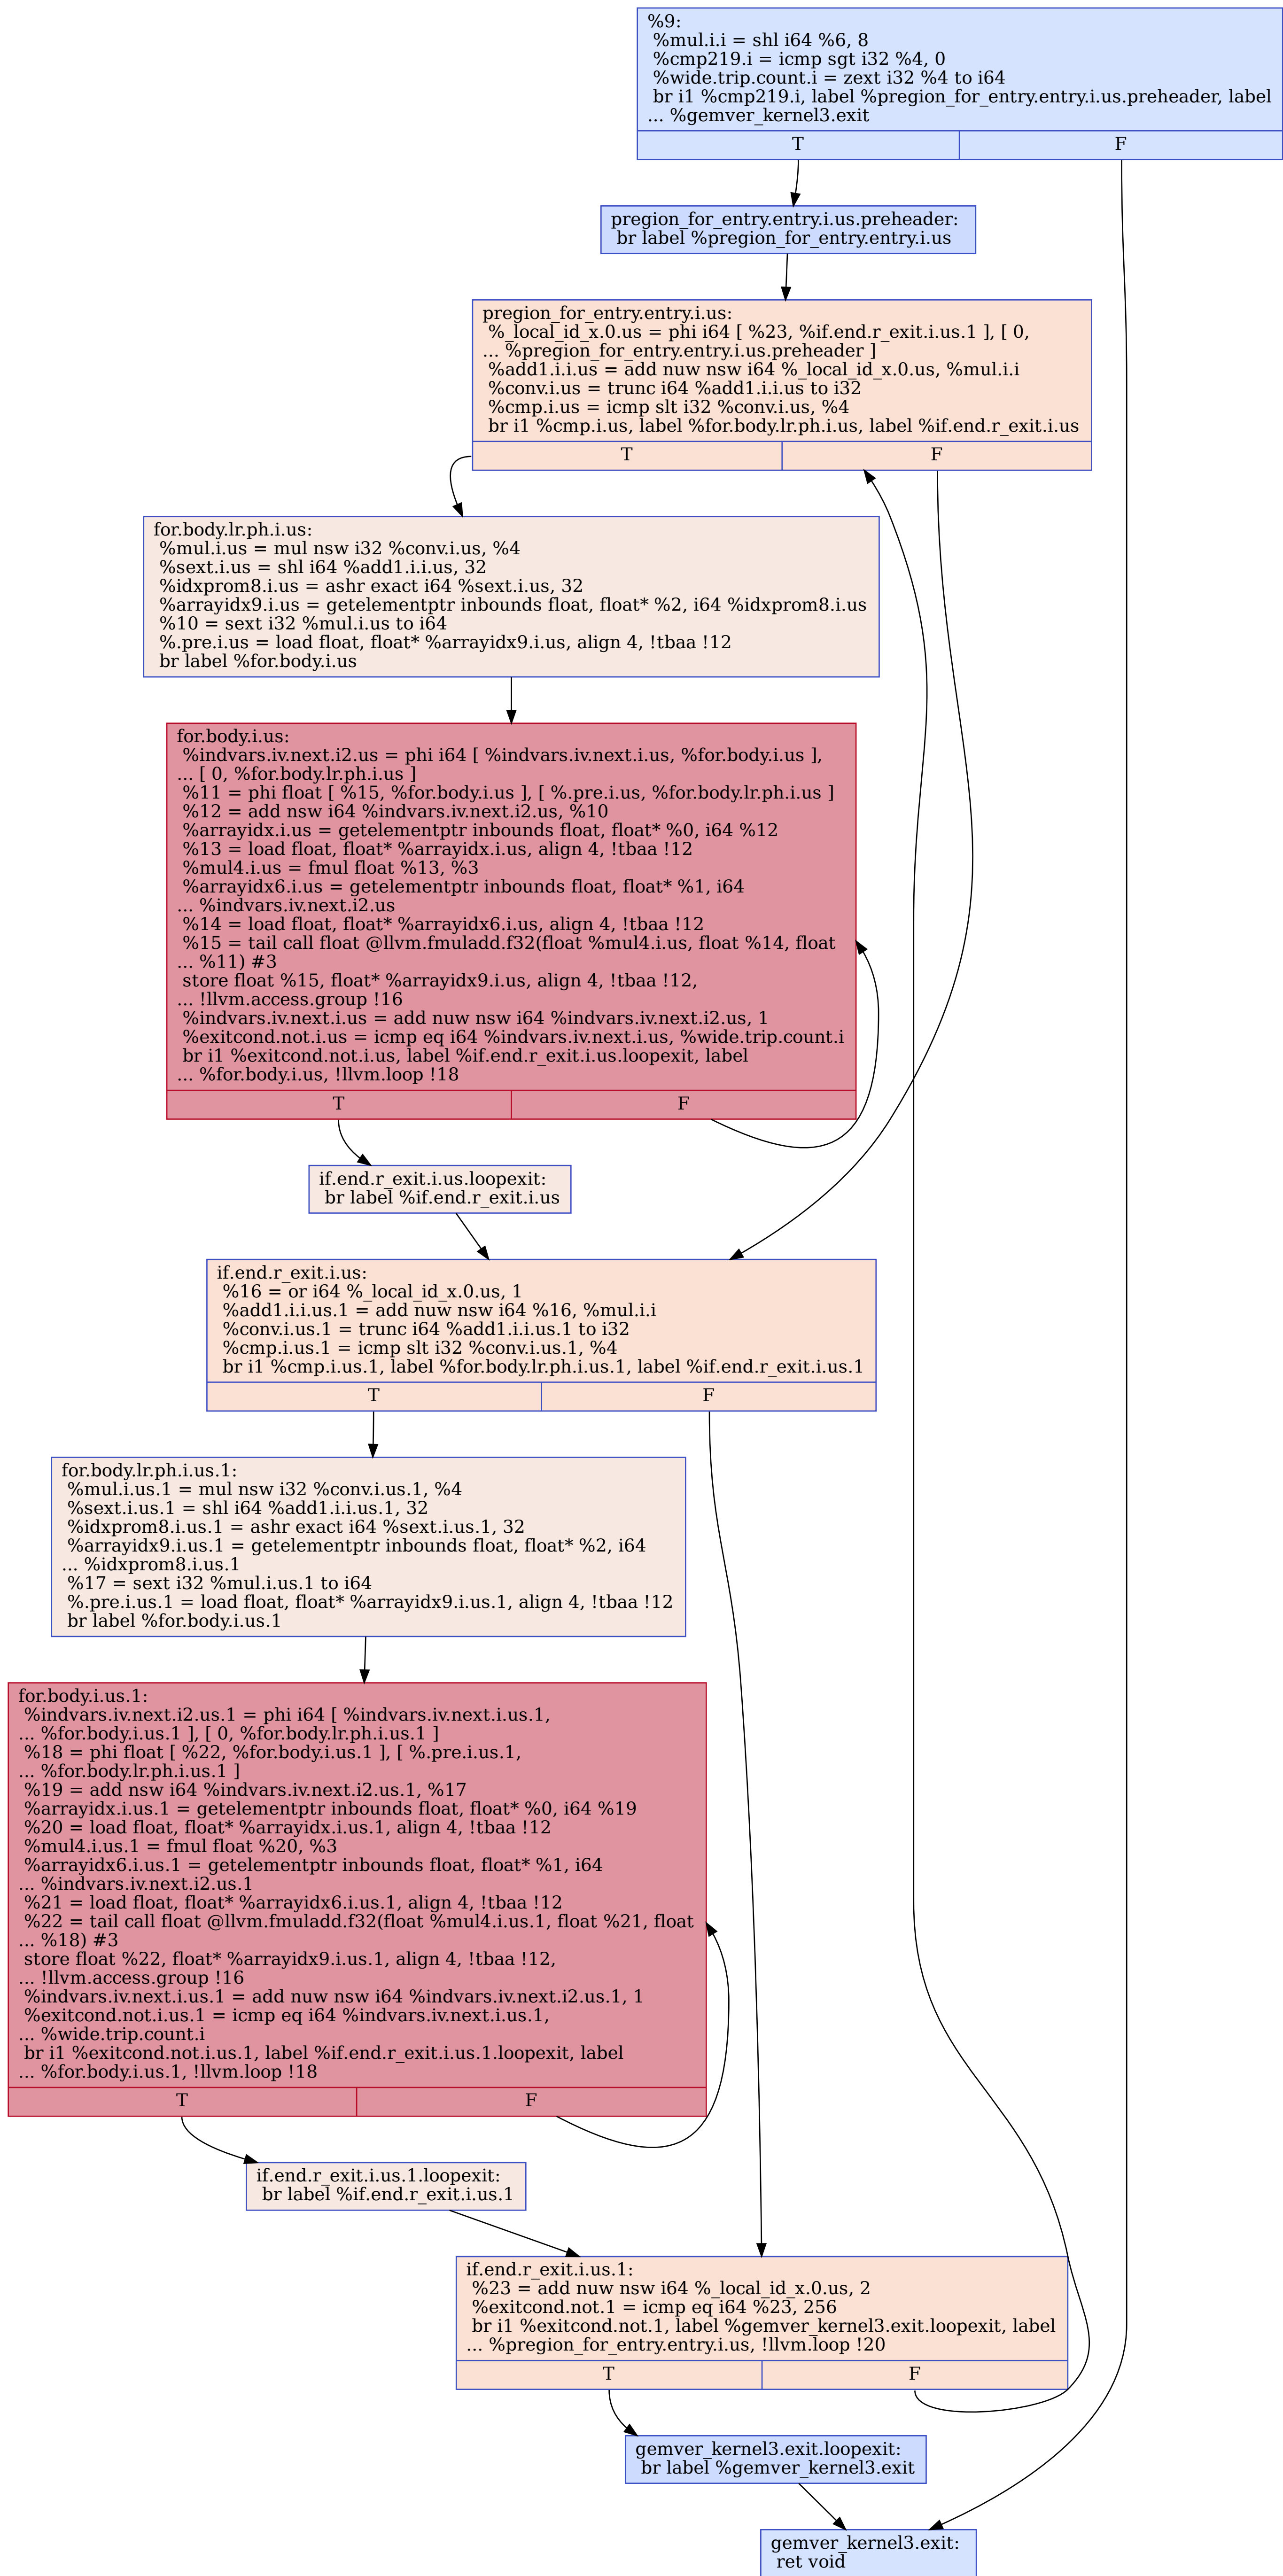 %9:
%mul.i.i = shl i64 %6, 8
%cmp219.i = icmp sgt i32 %4, 0
%wide.trip.count.i = zext i32 %4 to i64
br i1 %cmp219.i, label %pregion_for_entry.entry.i.us.preheader, label
... %gemver_kernel3.exit
T F
pregion_for_entry.entry.i.us.preheader:
br label %pregion_for_entry.entry.i.us
pregion_for_entry.entry.i.us:
%_local_id_x.0.us = phi i64 [ %23, %if.end.r_exit.i.us.1 ], [ 0,
... %pregion_for_entry.entry.i.us.preheader ]
%add1.i.i.us = add nuw nsw i64 %_local_id_x.0.us, %mul.i.i
%conv.i.us = trunc i64 %add1.i.i.us to i32
%cmp.i.us = icmp slt i32 %conv.i.us, %4
br i1 %cmp.i.us, label %for.body.lr.ph.i.us, label %if.end.r_exit.i.us
T F
for.body.lr.ph.i.us:
%mul.i.us = mul nsw i32 %conv.i.us, %4
%sext.i.us = shl i64 %add1.i.i.us, 32
%idxprom8.i.us = ashr exact i64 %sext.i.us, 32
%arrayidx9.i.us = getelementptr inbounds float, float* %2, i64 %idxprom8.i.us
%10 = sext i32 %mul.i.us to i64
%.pre.i.us = load float, float* %arrayidx9.i.us, align 4, !tbaa !12
br label %for.body.i.us
for.body.i.us:
%indvars.iv.next.i2.us = phi i64 [ %indvars.iv.next.i.us, %for.body.i.us ],
... [ 0, %for.body.lr.ph.i.us ]
%11 = phi float [ %15, %for.body.i.us ], [ %.pre.i.us, %for.body.lr.ph.i.us ]
%12 = add nsw i64 %indvars.iv.next.i2.us, %10
%arrayidx.i.us = getelementptr inbounds float, float* %0, i64 %12
%13 = load float, float* %arrayidx.i.us, align 4, !tbaa !12
%mul4.i.us = fmul float %13, %3
%arrayidx6.i.us = getelementptr inbounds float, float* %1, i64
... %indvars.iv.next.i2.us
%14 = load float, float* %arrayidx6.i.us, align 4, !tbaa !12
%15 = tail call float @llvm.fmuladd.f32(float %mul4.i.us, float %14, float
... %11) #3
store float %15, float* %arrayidx9.i.us, align 4, !tbaa !12,
... !llvm.access.group !16
%indvars.iv.next.i.us = add nuw nsw i64 %indvars.iv.next.i2.us, 1
%exitcond.not.i.us = icmp eq i64 %indvars.iv.next.i.us, %wide.trip.count.i
br i1 %exitcond.not.i.us, label %if.end.r_exit.i.us.loopexit, label
... %for.body.i.us, !llvm.loop !18
T F
if.end.r_exit.i.us.loopexit:
br label %if.end.r_exit.i.us
if.end.r_exit.i.us:
%16 = or i64 %_local_id_x.0.us, 1
%add1.i.i.us.1 = add nuw nsw i64 %16, %mul.i.i
%conv.i.us.1 = trunc i64 %add1.i.i.us.1 to i32
%cmp.i.us.1 = icmp slt i32 %conv.i.us.1, %4
br i1 %cmp.i.us.1, label %for.body.lr.ph.i.us.1, label %if.end.r_exit.i.us.1
T F
for.body.lr.ph.i.us.1:
%mul.i.us.1 = mul nsw i32 %conv.i.us.1, %4
%sext.i.us.1 = shl i64 %add1.i.i.us.1, 32
%idxprom8.i.us.1 = ashr exact i64 %sext.i.us.1, 32
%arrayidx9.i.us.1 = getelementptr inbounds float, float* %2, i64
... %idxprom8.i.us.1
%17 = sext i32 %mul.i.us.1 to i64
%.pre.i.us.1 = load float, float* %arrayidx9.i.us.1, align 4, !tbaa !12
br label %for.body.i.us.1
for.body.i.us.1:
%indvars.iv.next.i2.us.1 = phi i64 [ %indvars.iv.next.i.us.1,
... %for.body.i.us.1 ], [ 0, %for.body.lr.ph.i.us.1 ]
%18 = phi float [ %22, %for.body.i.us.1 ], [ %.pre.i.us.1,
... %for.body.lr.ph.i.us.1 ]
%19 = add nsw i64 %indvars.iv.next.i2.us.1, %17
%arrayidx.i.us.1 = getelementptr inbounds float, float* %0, i64 %19
%20 = load float, float* %arrayidx.i.us.1, align 4, !tbaa !12
%mul4.i.us.1 = fmul float %20, %3
%arrayidx6.i.us.1 = getelementptr inbounds float, float* %1, i64
... %indvars.iv.next.i2.us.1
%21 = load float, float* %arrayidx6.i.us.1, align 4, !tbaa !12
%22 = tail call float @llvm.fmuladd.f32(float %mul4.i.us.1, float %21, float
... %18) #3
store float %22, float* %arrayidx9.i.us.1, align 4, !tbaa !12,
... !llvm.access.group !16
%indvars.iv.next.i.us.1 = add nuw nsw i64 %indvars.iv.next.i2.us.1, 1
%exitcond.not.i.us.1 = icmp eq i64 %indvars.iv.next.i.us.1,
... %wide.trip.count.i
br i1 %exitcond.not.i.us.1, label %if.end.r_exit.i.us.1.loopexit, label
... %for.body.i.us.1, !llvm.loop !18
T F
if.end.r_exit.i.us.1.loopexit:
br label %if.end.r_exit.i.us.1
if.end.r_exit.i.us.1:
%23 = add nuw nsw i64 %_local_id_x.0.us, 2
%exitcond.not.1 = icmp eq i64 %23, 256
br i1 %exitcond.not.1, label %gemver_kernel3.exit.loopexit, label
... %pregion_for_entry.entry.i.us, !llvm.loop !20
T F
gemver_kernel3.exit.loopexit:
br label %gemver_kernel3.exit
gemver_kernel3.exit:
ret void